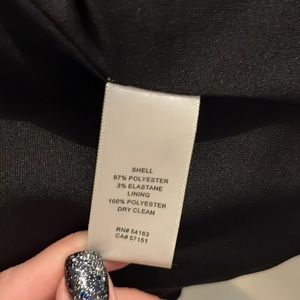 SHELL
97% POLYESTER
3% ELASTANE
LINING
100% POLYESTER
DRY CLEAN
RN# 54163
CA# 57151